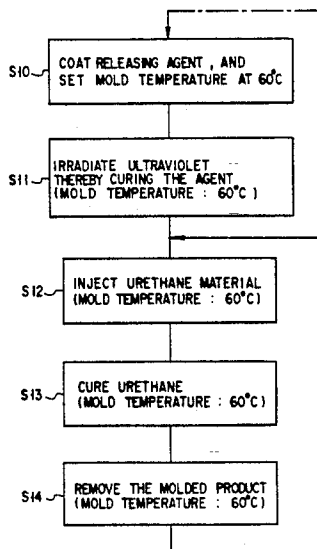 S10
COAT RELEASING AGENT, AND
SET MOLD TEMPERATURE AT 60°C
S11
IRRADIATE ULTRAVIOLET
THEREBY CURING THE AGENT
(MOLD TEMPERATURE : 60°C)
S12
INJECT URETHANE MATERIAL
(MOLD TEMPERATURE : 60°C)
S13
CURE URETHANE
(MOLD TEMPERATURE : 60°C)
S14
REMOVE THE MOLDED PRODUCT
(MOLD TEMPERATURE : 60°C)